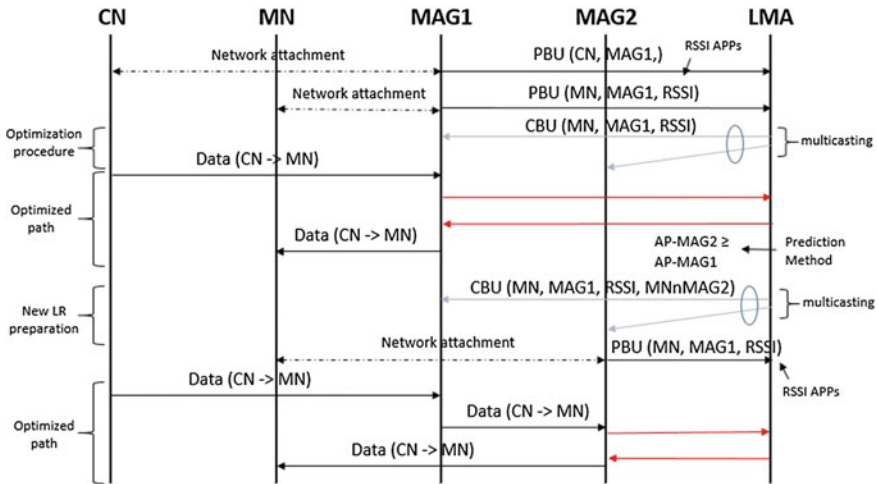 CN MN MAG1 MAG2 LMA
Network attachment
PBU (CN, MAG1,)
RSSI APPs
Network attachment
PBU (MN, MAG1, RSSI)
Optimization
procedure
CBU (MN, MAG1, RSSI)
multicasting
Data (CN -> MN)
Optimized
path
Data (CN -> MN)
AP-MAG2 ≥
AP-MAG1
Prediction
Method
New LR
preparation
CBU (MN, MAG1, RSSI, MNnMAG2)
multicasting
Network attachment
PBU (MN, MAG1, RSSI)
RSSI APPs
Data (CN -> MN)
Optimized
path
Data (CN -> MN)
Data (CN -> MN)